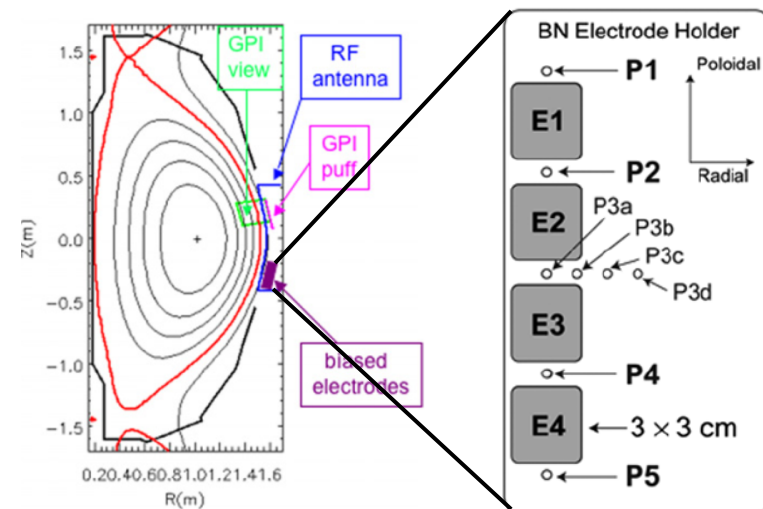 1.5
1.0
0.5
0.0
−0.5
−1.0
−1.5
Z(m)
0.20.40.60.81.01.21.41.6
R(m)
GPI
view
RF
antenna
GPI
puff
biased
electrodes
BN Electrode Holder
P1
Poloidal
E1
Radial
P2
E2
P3a
P3b
P3c
P3d
E3
P4
E4
3 × 3 cm
P5